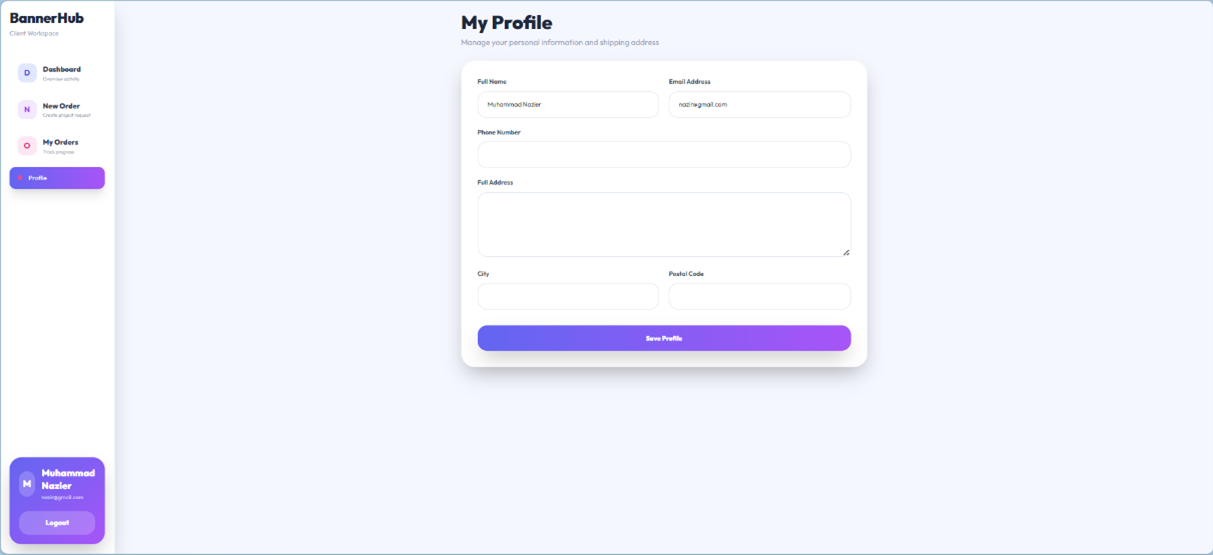 BannerHub
Client Workspace
D
Dashboard
Overview activity
N
New Order
Create project request
O
My Orders
Track progress
Profile
M
Muhammad
Nazier
nazir@gmail.com
Logout
My Profile
Manage your personal information and shipping address
Full Name
Email Address
Muhammad Nazier
nazir@gmail.com
Phone Number
Full Address
City
Postal Code
Save Profile